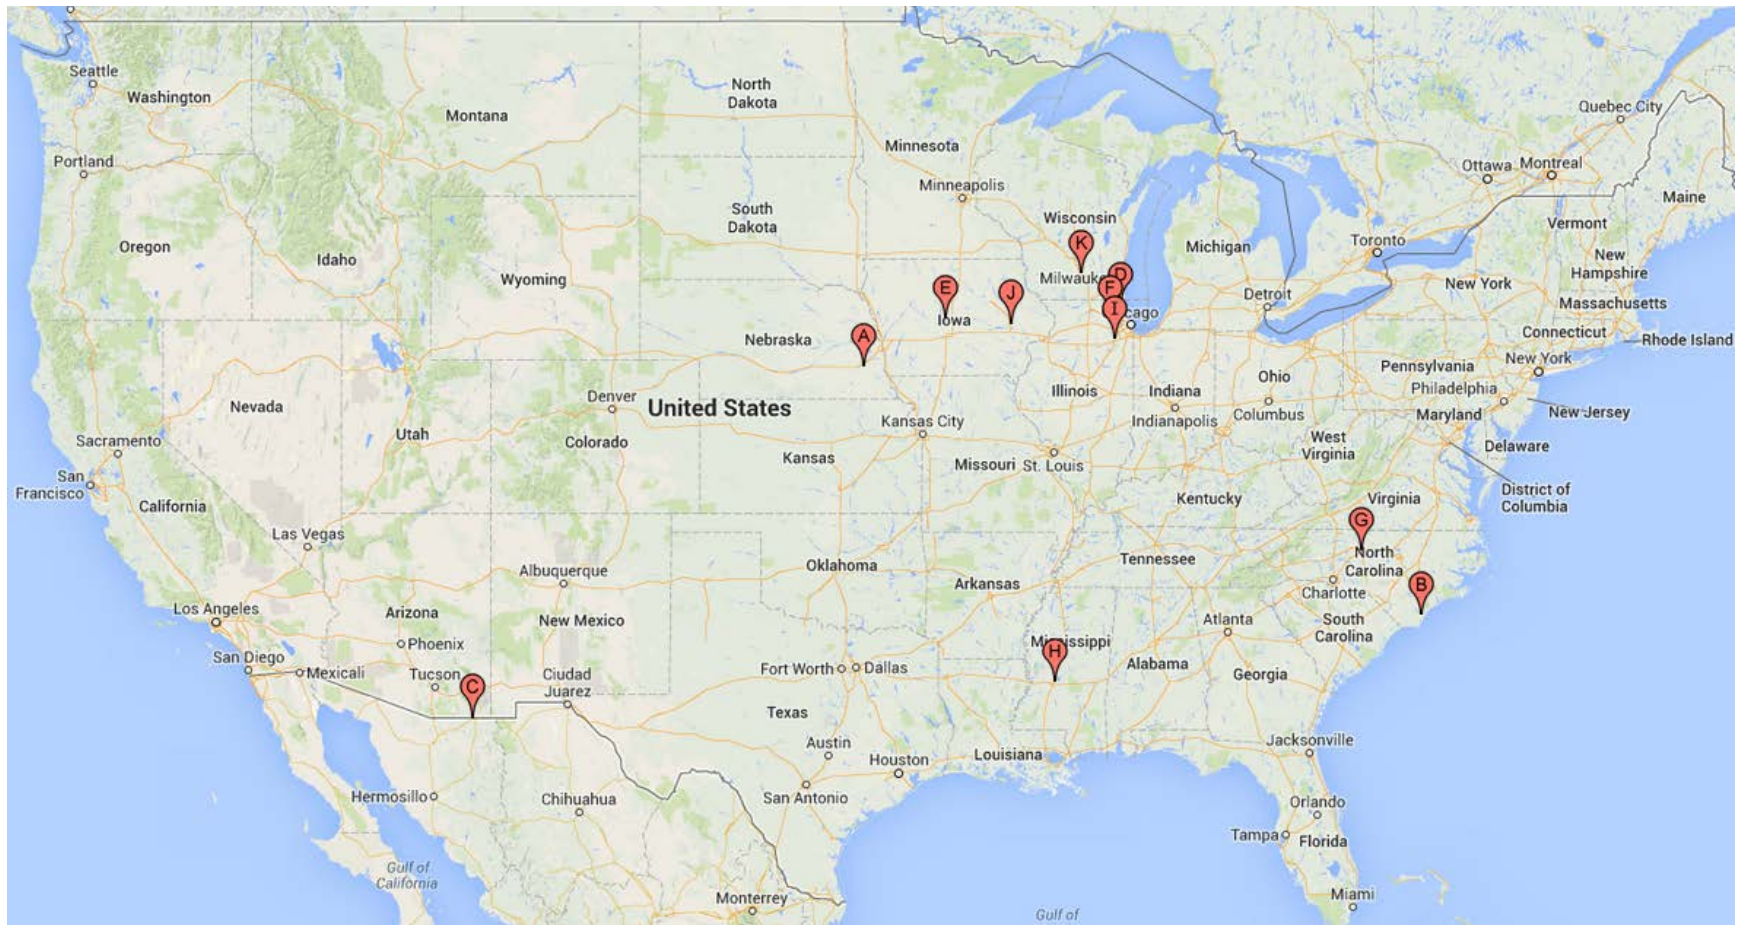 Seattle
Washington
Montana
North
Dakota
Minnesota
Quebec City
Ottawa
Montreal
Maine
Portland
Minneapolis
South
Dakota
Wisconsin
Michigan
Toronto
Vermont
New
Hampshire
Oregon
Idaho
Wyoming
K
D
Milwauk
F
E
J
I
cago
Iowa
Detroit
New York
Massachusetts
Connecticut
Rhode Island
Nebraska
A
New York
Pennsylvania
Philadelphia
New Jersey
Maryland
Delaware
Illinois
Indiana
Indianapolis
Ohio
Columbus
Denver
United States
Nevada
Utah
Colorado
Kansas City
Kansas
Missouri
St. Louis
West
Virginia
Sacramento
San
Francisco
California
Las Vegas
Kentucky
Virginia
District of
Columbia
G
North
Carolina
Tennessee
Albuquerque
Oklahoma
Arkansas
Charlotte
B
Los Angeles
Arizona
New Mexico
Phoenix
Atlanta
South
Carolina
Mi
issippi
H
Alabama
Georgia
San Diego
Mexicali
Tucson
C
Ciudad
Juarez
Fort Worth
Dallas
Texas
Austin
Houston
Louisiana
Jacksonville
Hermosillo
Chihuahua
San Antonio
Orlando
Tampa
Florida
Gulf of
California
Monterrey
Miami
Gulf of